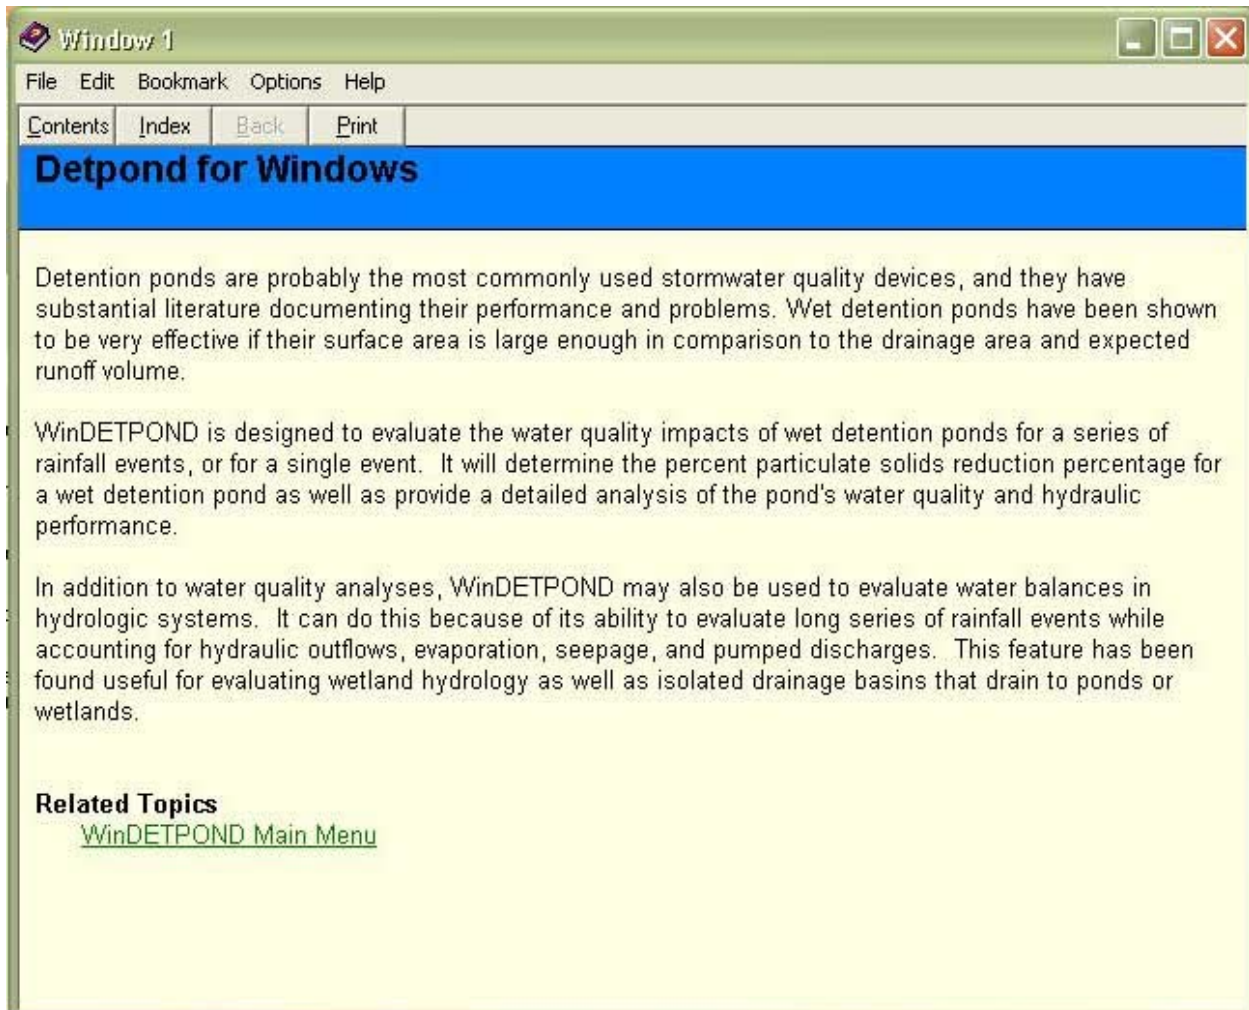 Window 1
File Edit Bookmark Options Help
Contents Index Back Print
Detpond for Windows
Detention ponds are probably the most commonly used stormwater quality devices, and they have
substantial literature documenting their performance and problems. Wet detention ponds have been shown
to be very effective if their surface area is large enough in comparison to the drainage area and expected
runoff volume.
WinDETPOND is designed to evaluate the water quality impacts of wet detention ponds for a series of
rainfall events, or for a single event. It will determine the percent particulate solids reduction percentage for
a wet detention pond as well as provide a detailed analysis of the pond's water quality and hydraulic
performance.
In addition to water quality analyses, WinDETPOND may also be used to evaluate water balances in
hydrologic systems. It can do this because of its ability to evaluate long series of rainfall events while
accounting for hydraulic outflows, evaporation, seepage, and pumped discharges. This feature has been
found useful for evaluating wetland hydrology as well as isolated drainage basins that drain to ponds or
wetlands.
Related Topics
WinDETPOND Main Menu